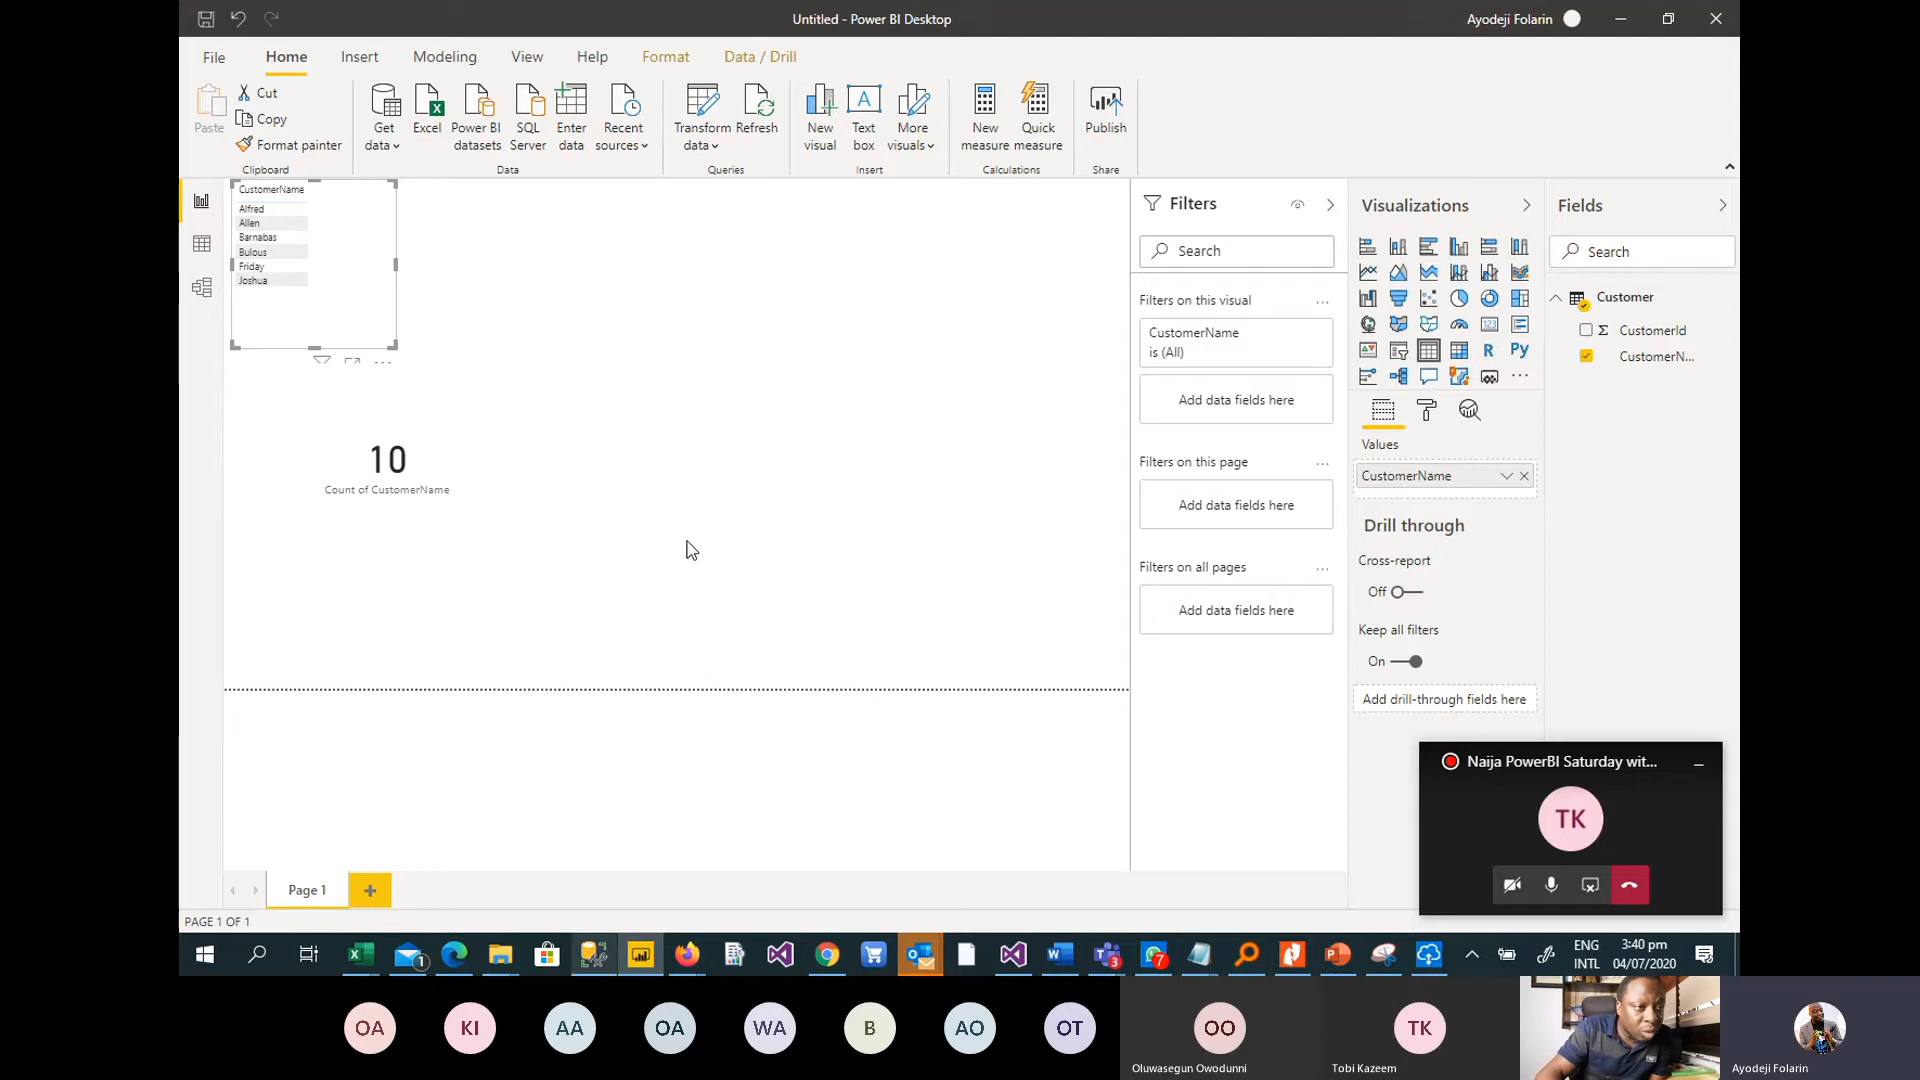 Untitled - Power BI Desktop
Ayodeji Folarin
File
Home
Insert
Modeling
View
Help
Format
Data / Drill
Paste
Cut
Copy
Format painter
Clipboard
Get data
Excel
Power BI datasets
SQL Server
Enter data
Recent sources
Data
Transform data
Refresh
Queries
New visual
Text box
More visuals
Insert
New measure
Quick measure
Calculations
Publish
Share
CustomerName
Alfred
Allen
Barnabas
Bulous
Friday
Joshua
10
Count of CustomerName
Filters
Search
Filters on this visual
CustomerName
is (All)
Add data fields here
Filters on this page
Add data fields here
Filters on all pages
Add data fields here
Visualizations
R
Py
Values
CustomerName
Drill through
Cross-report
Off
Keep all filters
On
Add drill-through fields here
Fields
Search
Customer
CustomerId
CustomerN...
Naija PowerBI Saturday wit...
TK
Page 1
PAGE 1 OF 1
ENG
INTL
3:40 pm
04/07/2020
OA
KI
AA
OA
WA
B
AO
OT
OO
Oluwasegun Owodunni
TK
Tobi Kazeem
Ayodeji Folarin